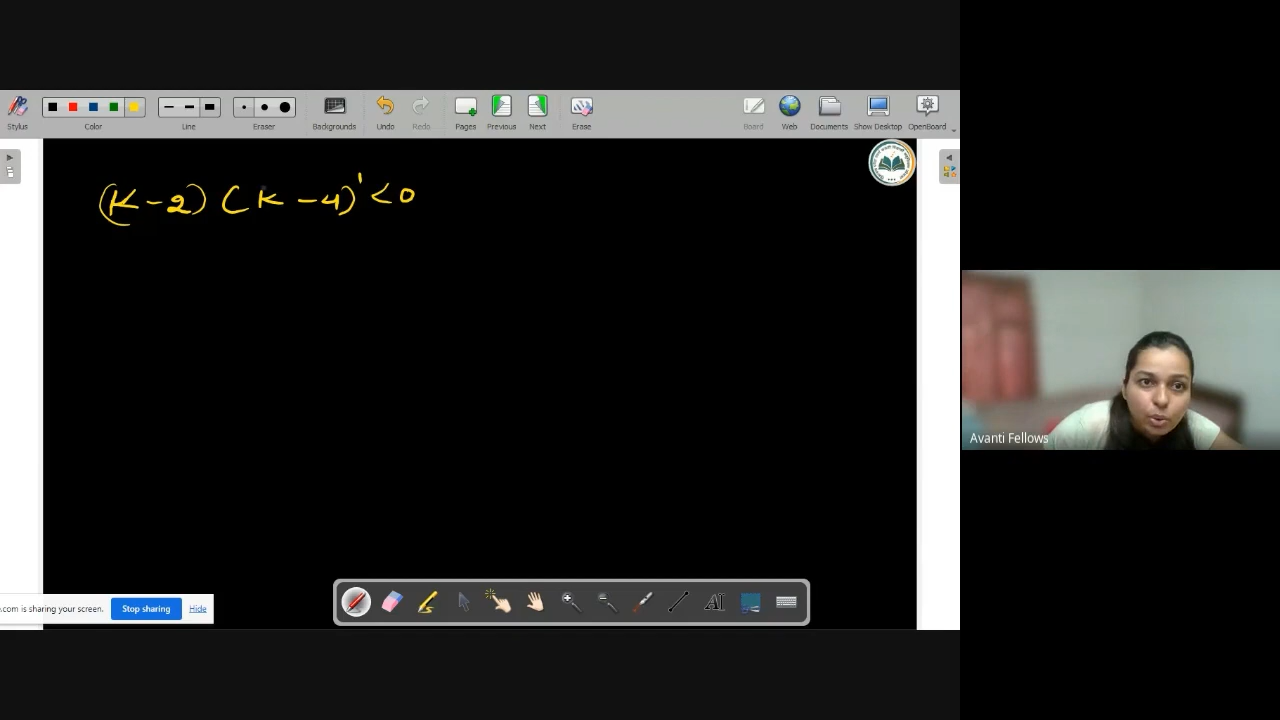 Stylus Color Line Eraser Backgrounds Undo Redo Pages Previous Next Erase Board Web Documents Show Desktop OpenBoard
(K-2) (K-4)' <0
Avanti Fellows
.com is sharing your screen. Stop sharing Hide